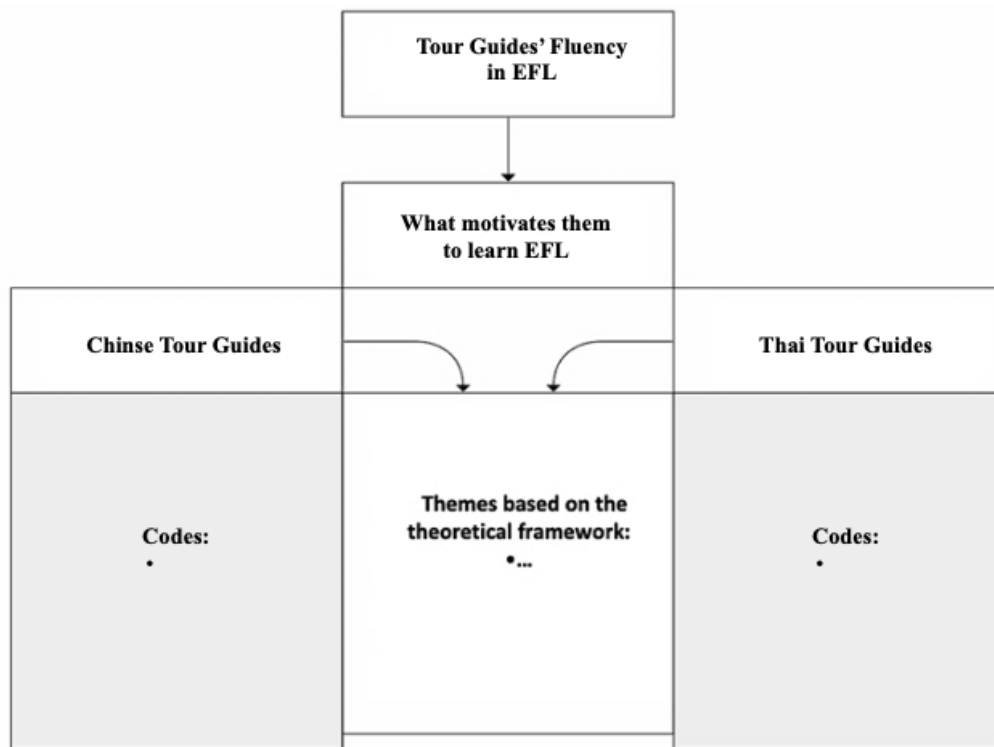 Tour Guides’ Fluency
in EFL
What motivates them
to learn EFL
Chinse Tour Guides
Thai Tour Guides
Codes:
•
Themes based on the
theoretical framework:
•...
Codes:
•